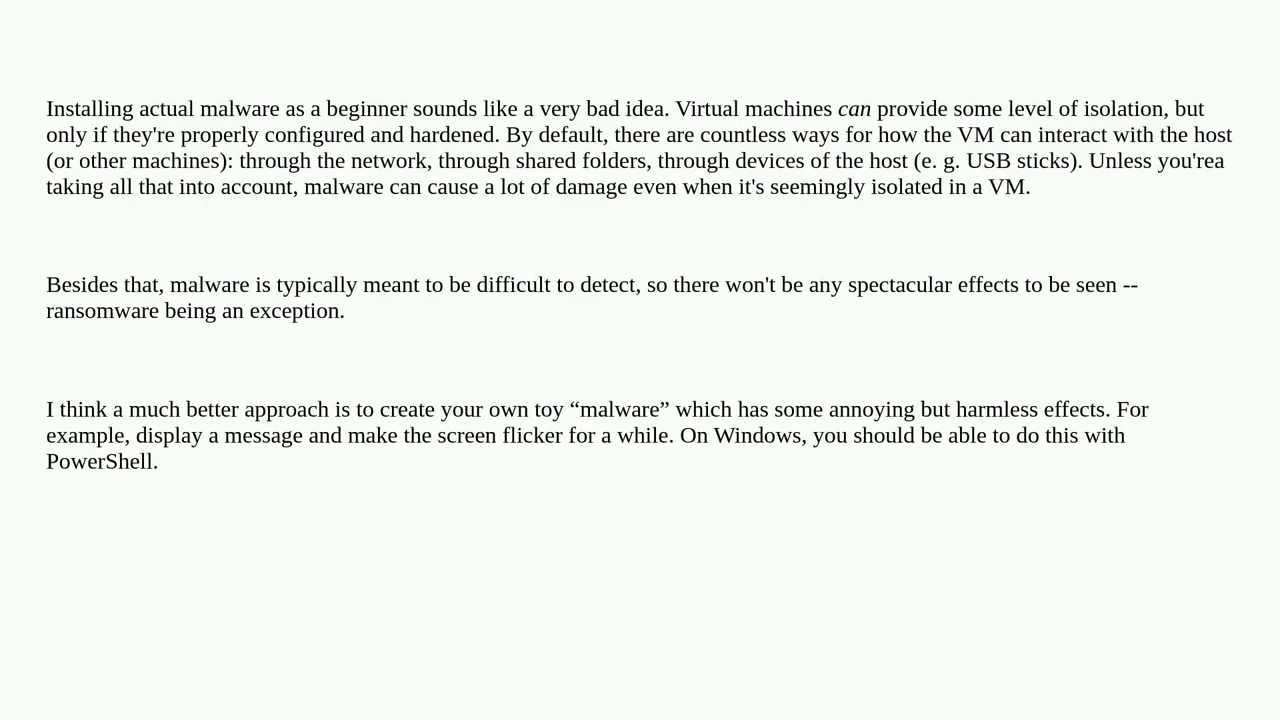 Installing actual malware as a beginner sounds like a very bad idea. Virtual machines can provide some level of isolation, but
only if they're properly configured and hardened. By default, there are countless ways for how the VM can interact with the host
(or other machines): through the network, through shared folders, through devices of the host (e. g. USB sticks). Unless you'rea
taking all that into account, malware can cause a lot of damage even when it's seemingly isolated in a VM.
Besides that, malware is typically meant to be difficult to detect, so there won't be any spectacular effects to be seen --
ransomware being an exception.
I think a much better approach is to create your own toy “malware” which has some annoying but harmless effects. For
example, display a message and make the screen flicker for a while. On Windows, you should be able to do this with
PowerShell.